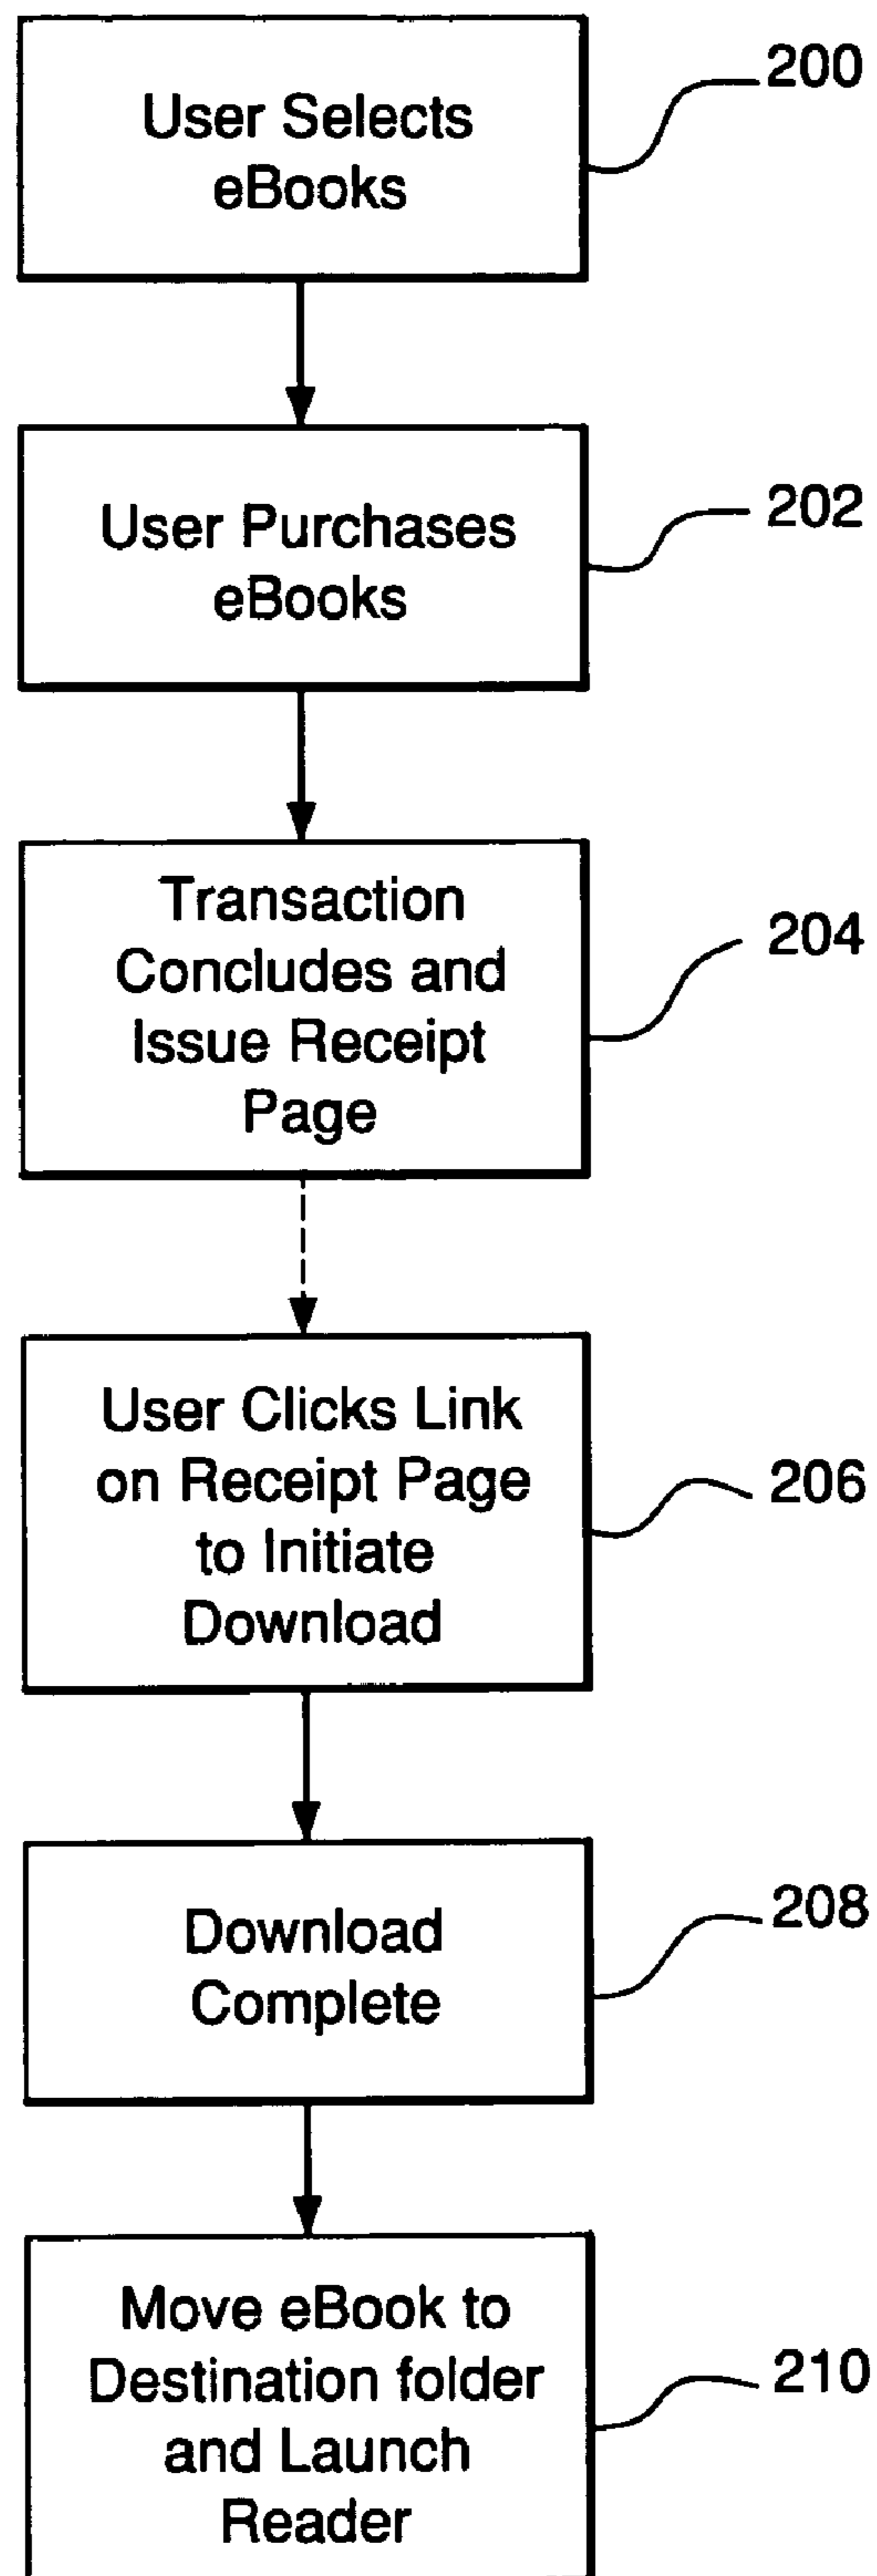 User Selects
eBooks
200
User Purchases
eBooks
202
Transaction
Concludes and
Issue Receipt
Page
204
User Clicks Link
on Receipt Page
to Initiate
Download
206
Download
Complete
208
Move eBook to
Destination folder
and Launch
Reader
210